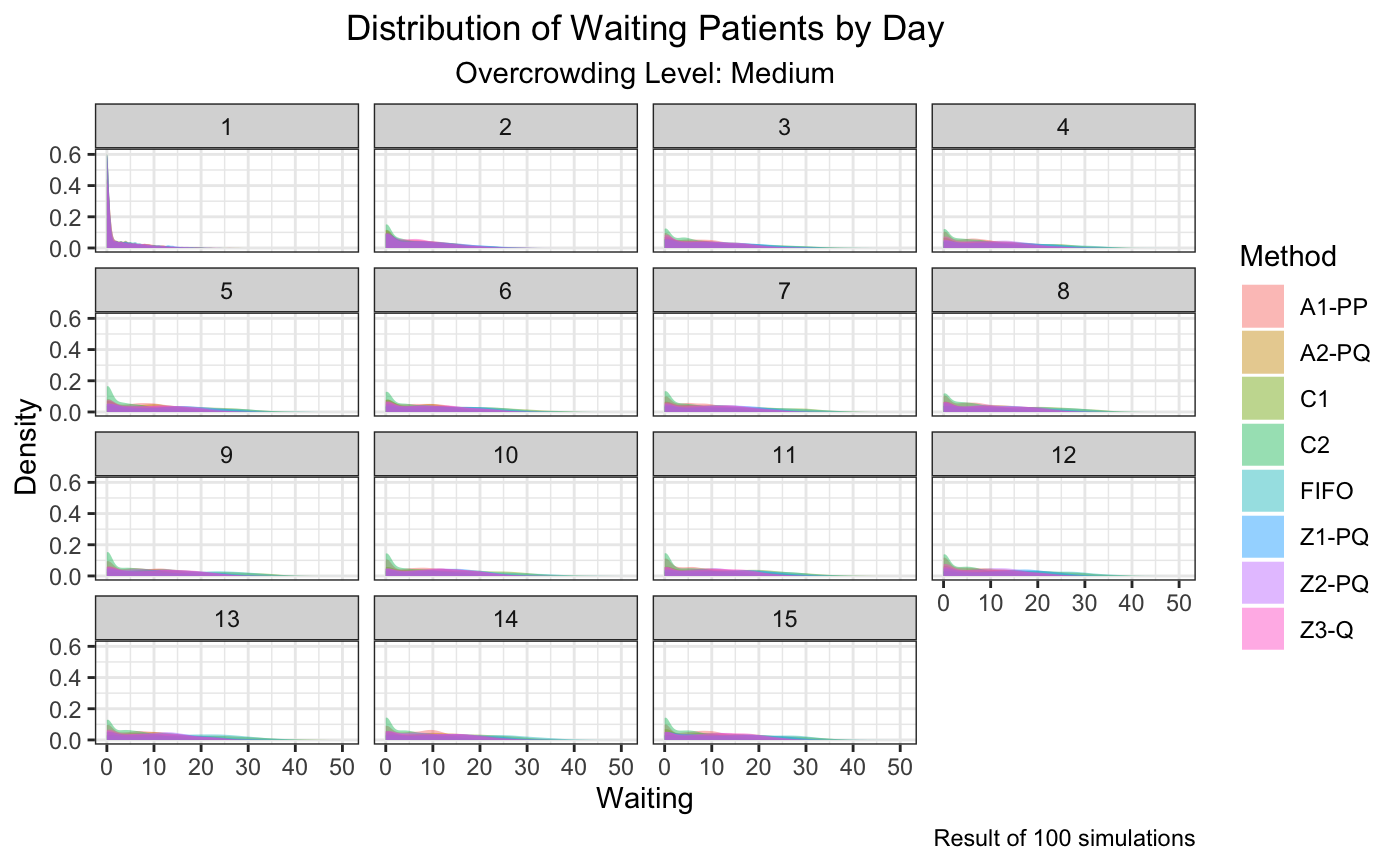 Distribution of Waiting Patients by Day
Overcrowding Level: Medium
1 2 3 4
0.6
0.4
0.2
0.0
5 6 7 8
0.6
0.4
0.2
0.0
9 10 11 12
0.6
0.4
0.2
0.0
0 10 20 30 40 50
13 14 15
0.6
0.4
0.2
0.0
0 10 20 30 40 50 0 10 20 30 40 50 0 10 20 30 40 50
Density
Waiting
Method
A1-PP
A2-PQ
C1
C2
FIFO
Z1-PQ
Z2-PQ
Z3-Q
Result of 100 simulations